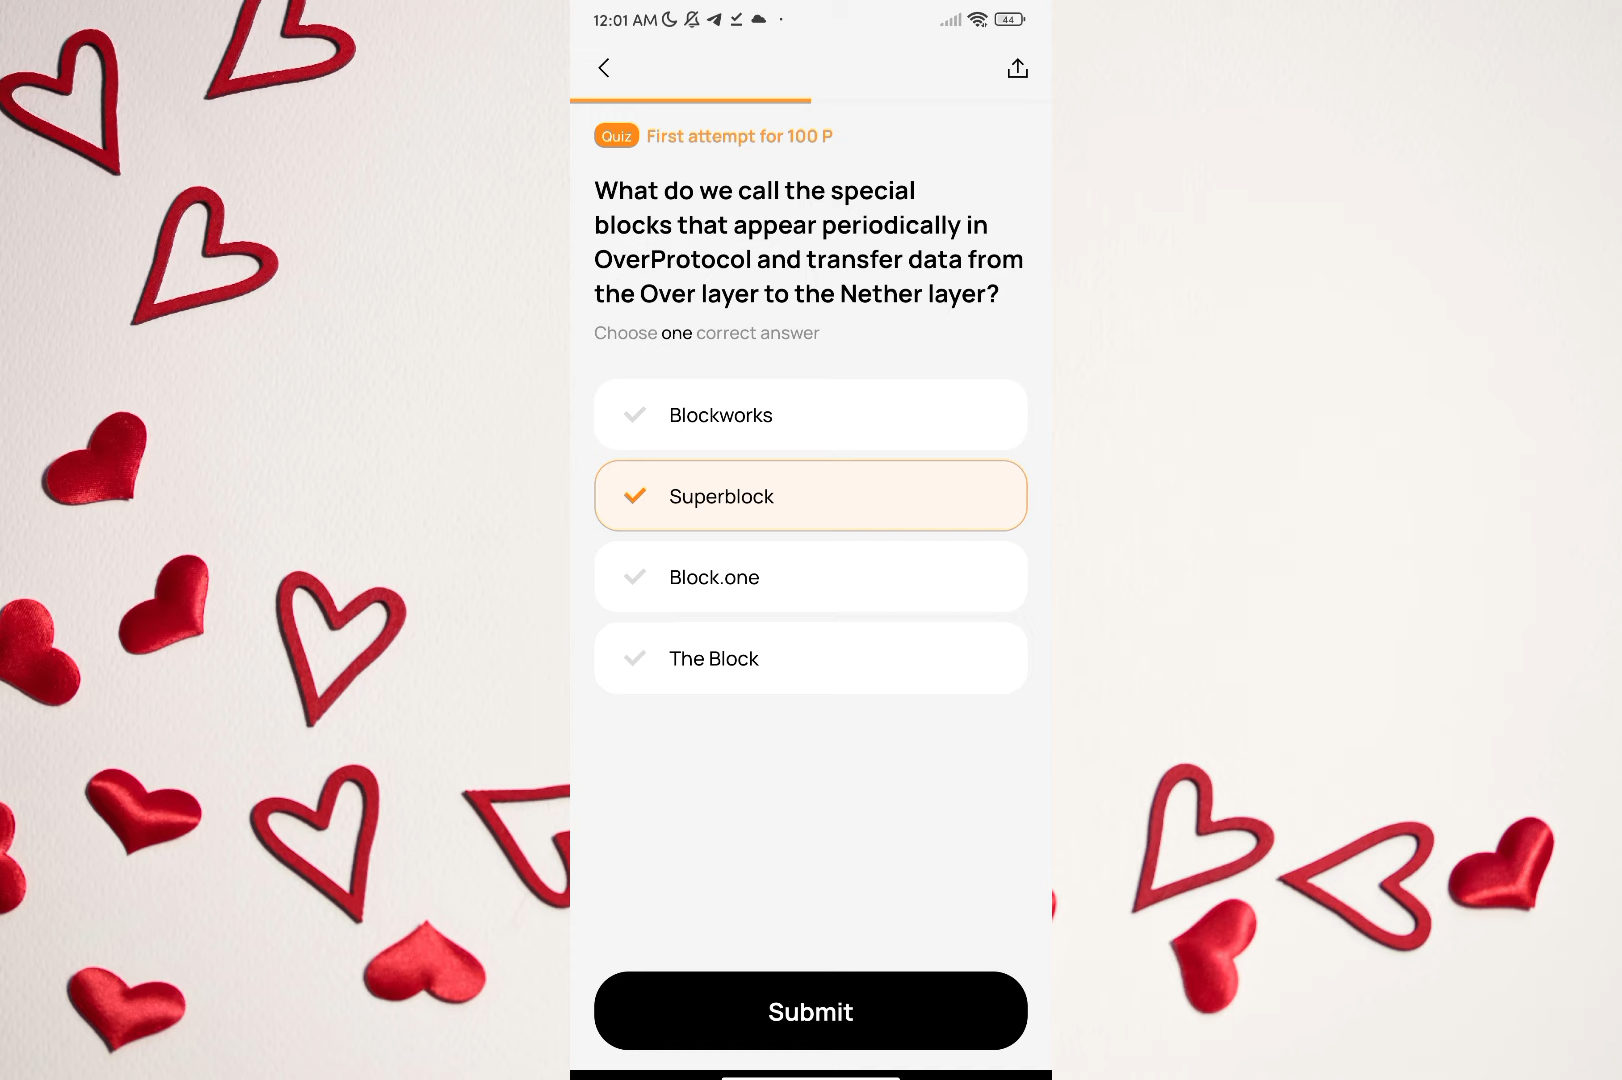 12:01 AM
44
Quiz First attempt for 100 P
What do we call the special
blocks that appear periodically in
OverProtocol and transfer data from
the Over layer to the Nether layer?
Choose one correct answer
Blockworks
Superblock
Block.one
The Block
Submit